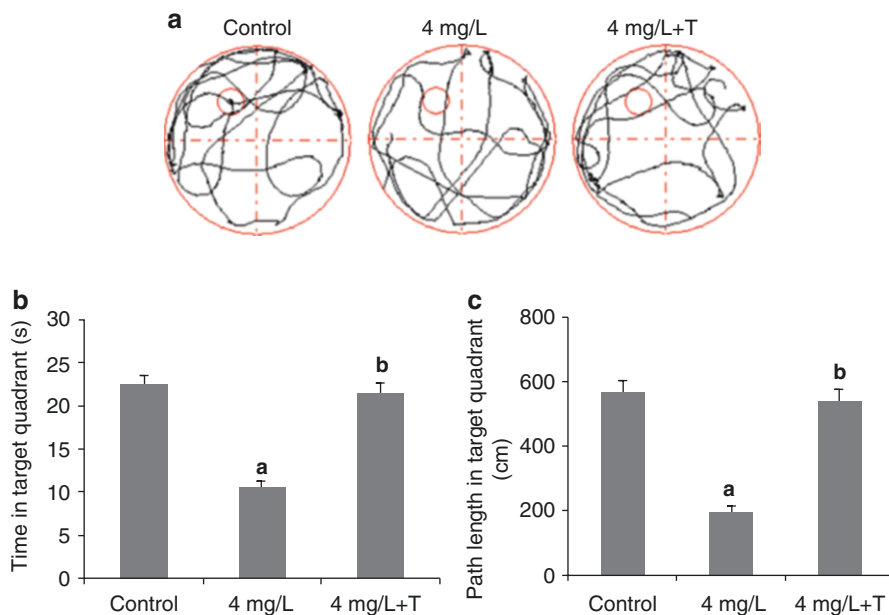 a
Control 4 mg/L 4 mg/L+T
b
Time in target quadrant (s)
30
25
20
15
10
5
0
a
b
Control 4 mg/L 4 mg/L+T
c
Path length in target quadrant
(cm)
800
600
400
200
0
a
b
Control 4 mg/L 4 mg/L+T